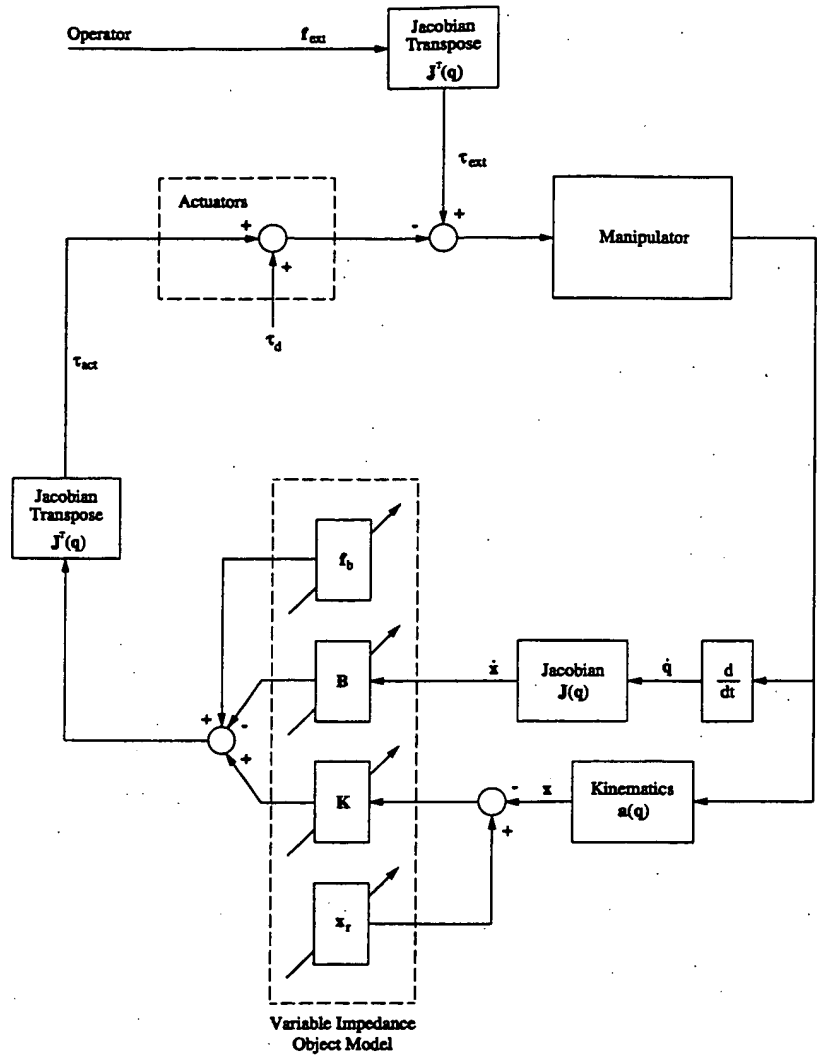 Operator
f_ext
Jacobian
Transpose
J^T(q)
τ_ext
Actuators
+
+
τ_d
-
+
Manipulator
τ_act
Jacobian
Transpose
J^T(q)
f_b
B
K
x_r
+
-
+
ẋ
Jacobian
J(q)
q̇
d
dt
-
+
x
Kinematics
a(q)
Variable Impedance
Object Model